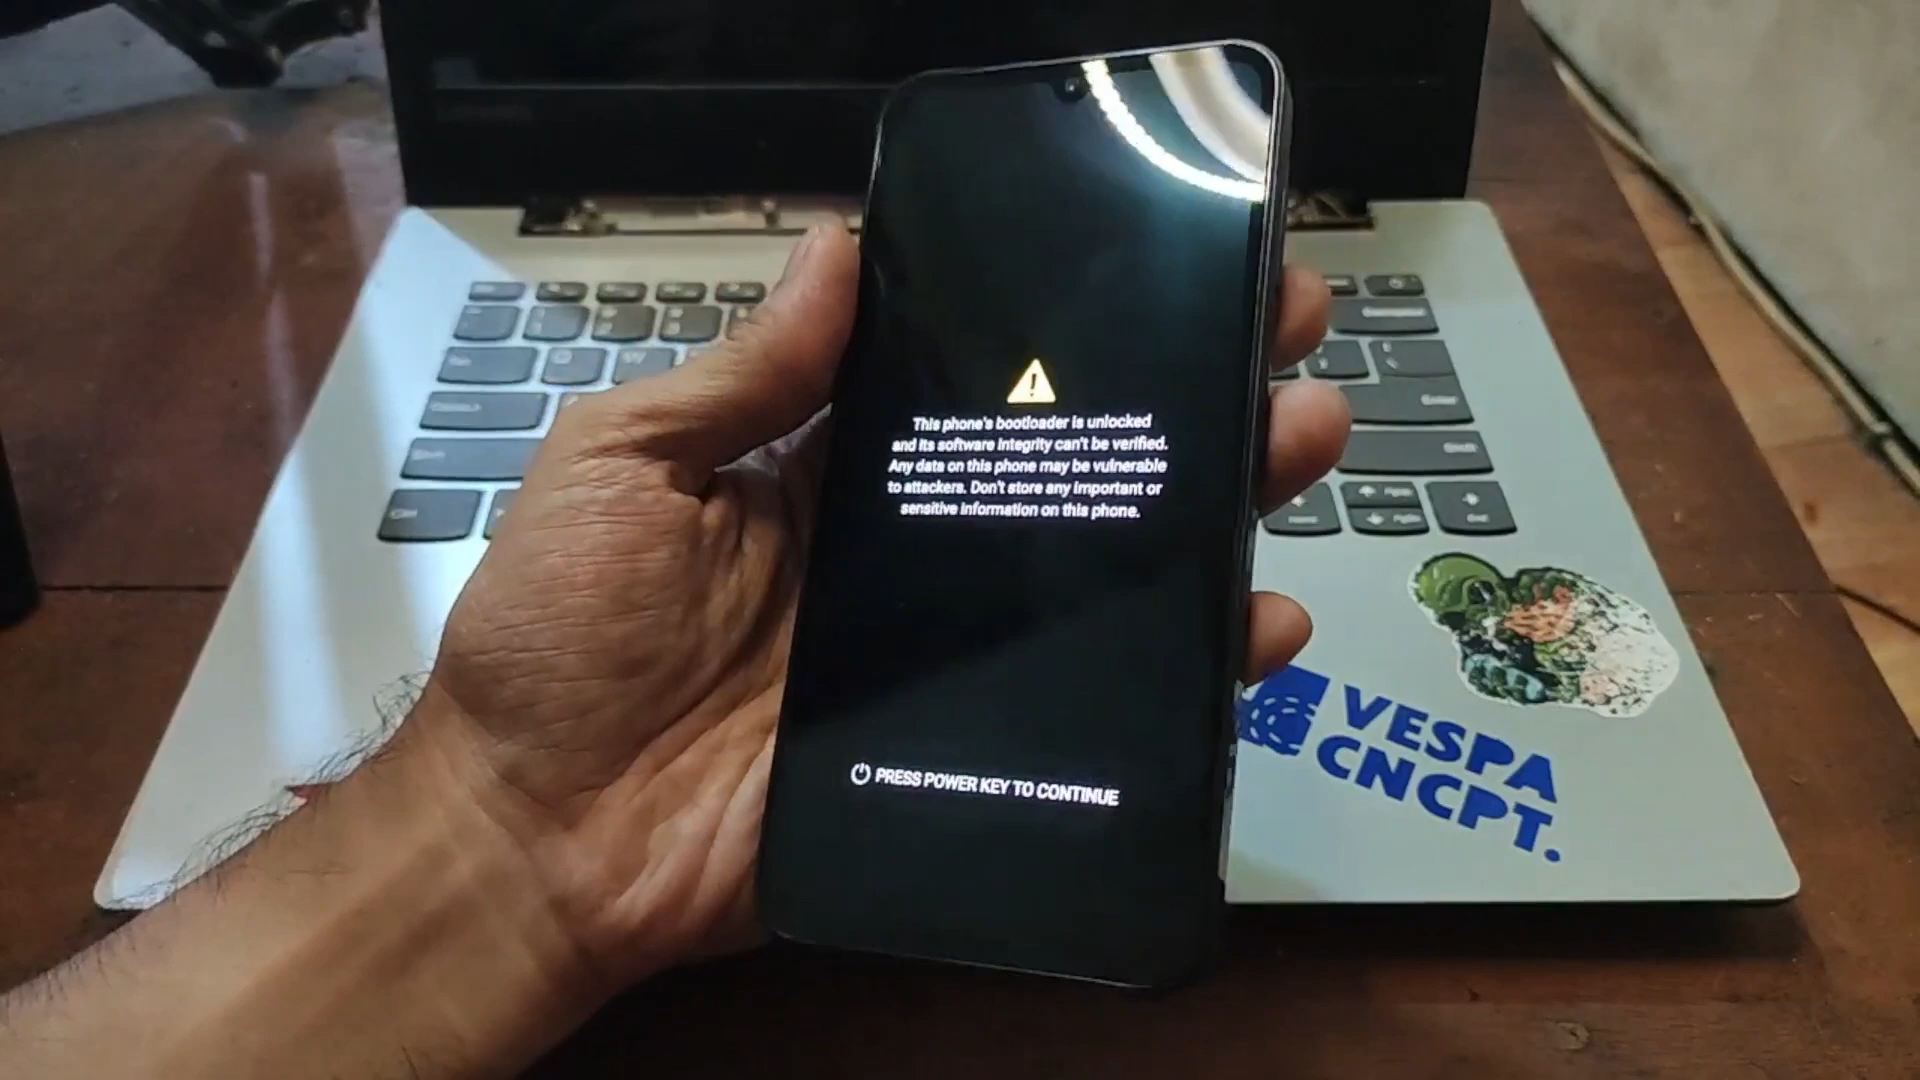 This phone's bootloader is unlocked
and its software integrity can't be verified.
Any data on this phone may be vulnerable
to attackers. Don't store any important or
sensitive information on this phone.
PRESS POWER KEY TO CONTINUE
Enter
VESPA
CNCPT.